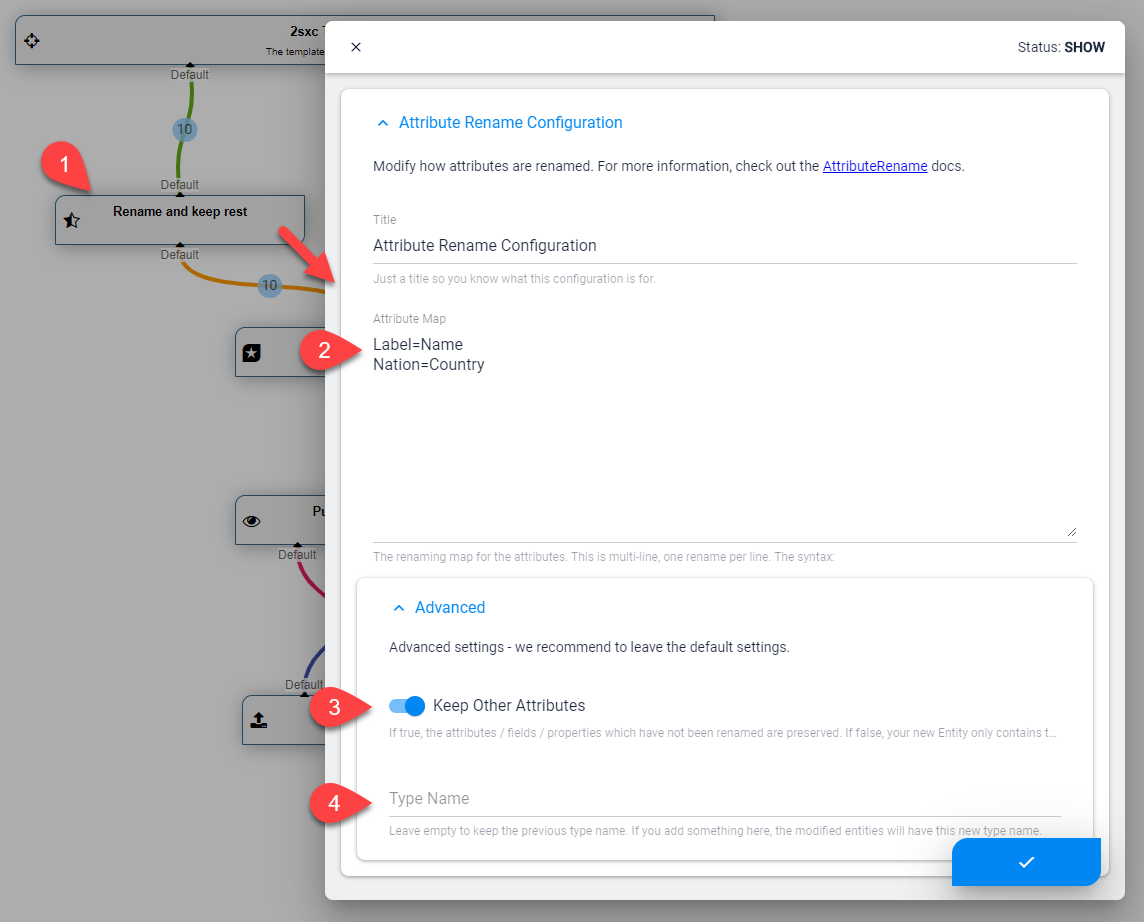 2sxc
The template
Default
10
1
Default
Rename and keep rest
Default
10
Default
Default
Status: SHOW
Attribute Rename Configuration
Modify how attributes are renamed. For more information, check out the AttributeRename docs.
Title
Attribute Rename Configuration
Just a title so you know what this configuration is for.
Attribute Map
2
Label=Name
Nation=Country
The renaming map for the attributes. This is multi-line, one rename per line. The syntax:
Advanced
Advanced settings - we recommend to leave the default settings.
3
Keep Other Attributes
If true, the attributes / fields / properties which have not been renamed are preserved. If false, your new Entity only contains t...
4
Type Name
Leave empty to keep the previous type name. If you add something here, the modified entities will have this new type name.